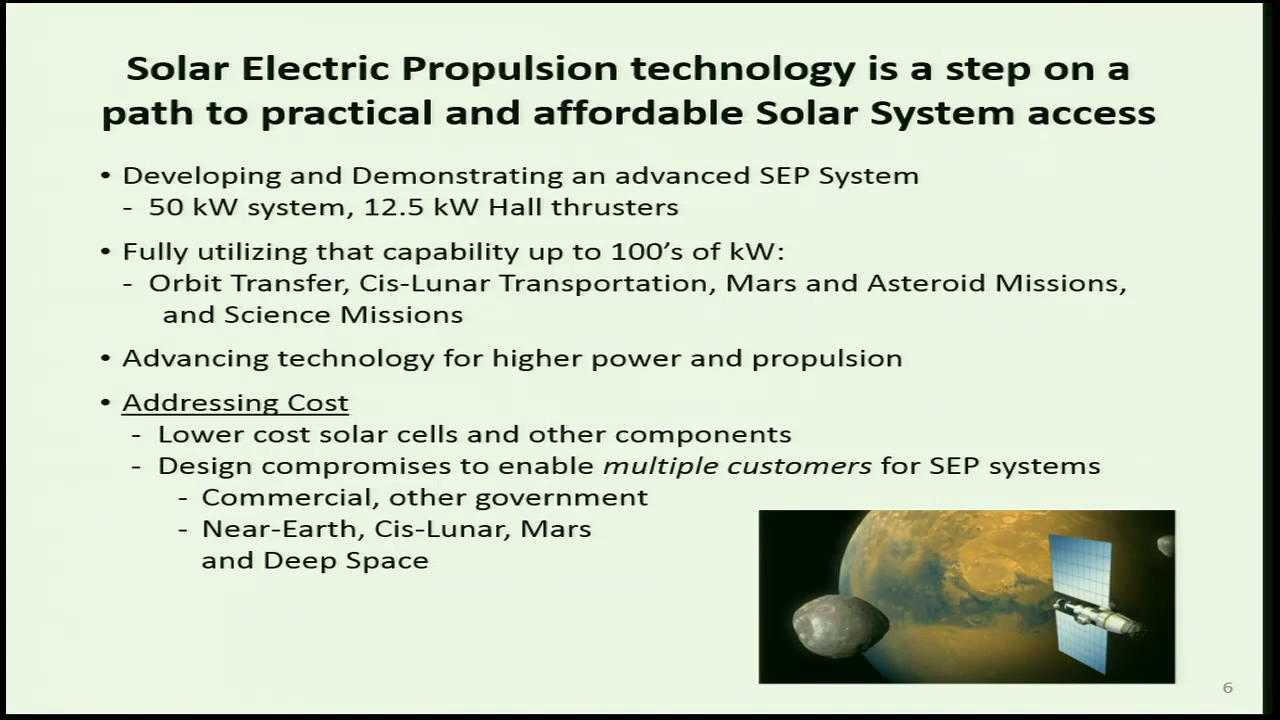 Solar Electric Propulsion technology is a step on a
path to practical and affordable Solar System access
• Developing and Demonstrating an advanced SEP System
- 50 kW system, 12.5 kW Hall thrusters
• Fully utilizing that capability up to 100’s of kW:
- Orbit Transfer, Cis-Lunar Transportation, Mars and Asteroid Missions,
and Science Missions
• Advancing technology for higher power and propulsion
• Addressing Cost
- Lower cost solar cells and other components
- Design compromises to enable multiple customers for SEP systems
- Commercial, other government
- Near-Earth, Cis-Lunar, Mars
and Deep Space
6